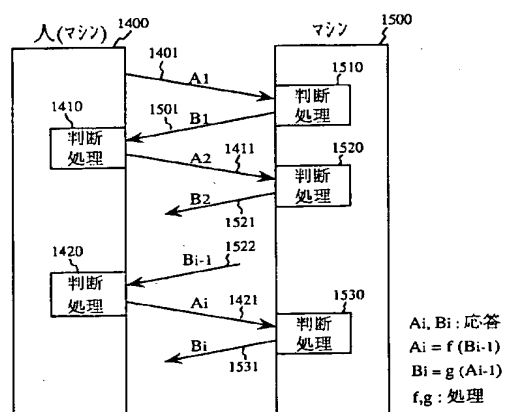 人(マシン)
1400
マシン
1500
1401
A1
1510
判断
処理
1501
B1
1410
判断
処理
A2
1411
1520
判断
処理
B2
1521
1522
Bi-1
1420
判断
処理
Ai
1421
1530
判断
処理
Bi
1531
Ai, Bi : 応答
Ai = f (Bi-1)
Bi = g (Ai-1)
f,g : 処理